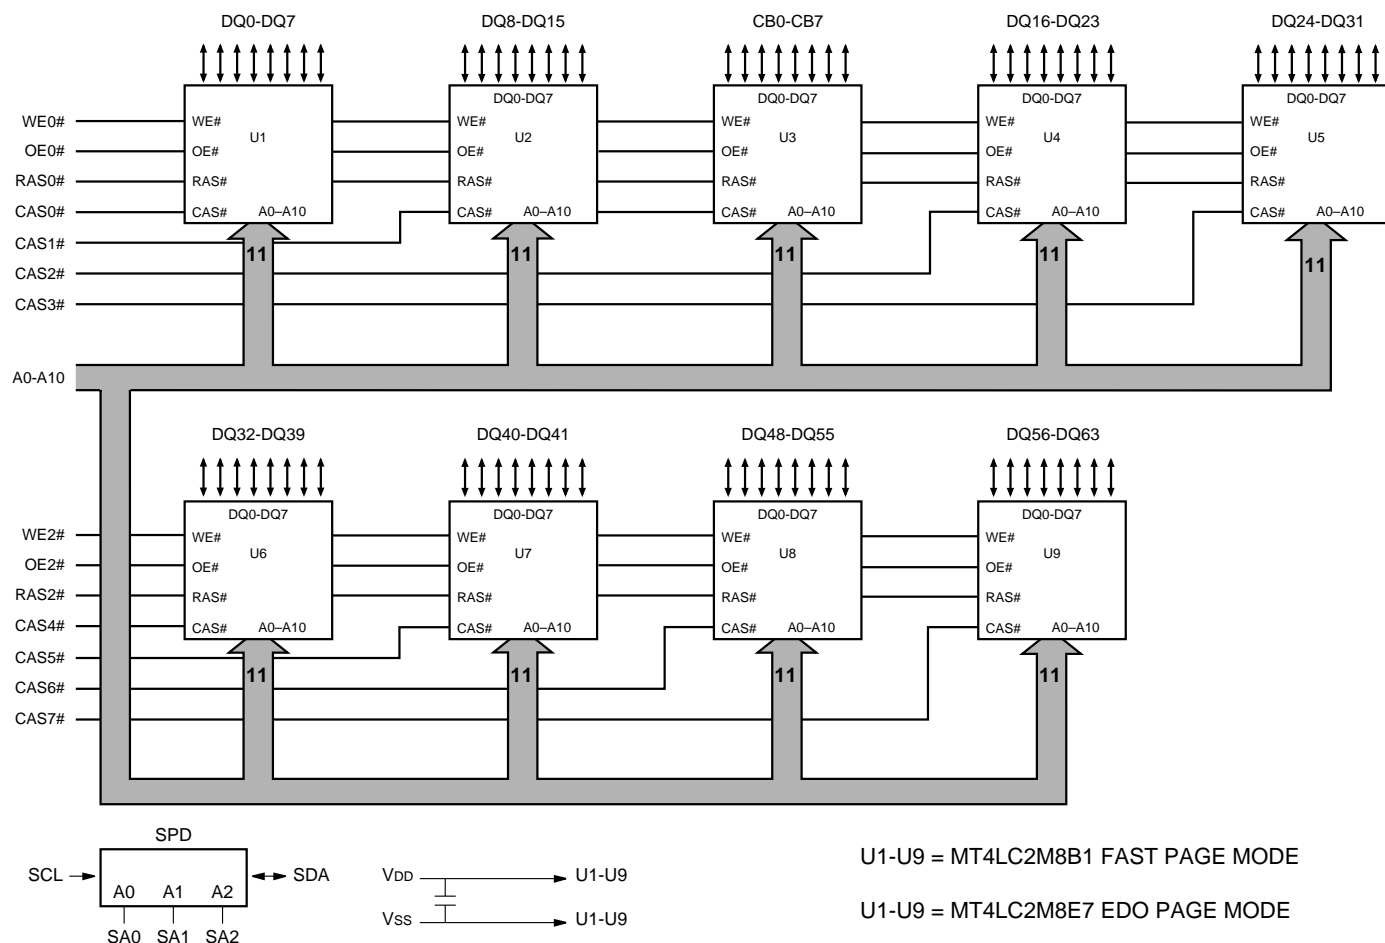 DQ0-DQ7 DQ8-DQ15 CB0-CB7 DQ16-DQ23 DQ24-DQ31
DQ0-DQ7 DQ0-DQ7 DQ0-DQ7 DQ0-DQ7
WE0# WE# WE# WE# WE# WE#
U1 U2 U3 U4 U5
OE0# OE# OE# OE# OE# OE#
RAS0# RAS# RAS# RAS# RAS# RAS#
CAS0# CAS# A0–A10 CAS# A0–A10 CAS# A0–A10 CAS# A0–A10 CAS# A0–A10
CAS1#
11 11 11 11 11
CAS2#
CAS3#
A0-A10
DQ32-DQ39 DQ40-DQ41 DQ48-DQ55 DQ56-DQ63
DQ0-DQ7 DQ0-DQ7 DQ0-DQ7 DQ0-DQ7
WE2# WE# WE# WE# WE#
U6 U7 U8 U9
OE2# OE# OE# OE# OE#
RAS2# RAS# RAS# RAS# RAS#
CAS4# CAS# A0–A10 CAS# A0–A10 CAS# A0–A10 CAS# A0–A10
CAS5#
11 11 11 11
CAS6#
CAS7#
SPD
SCL SDA
A0 A1 A2
SA0 SA1 SA2
VDD U1-U9
VSS U1-U9
U1-U9 = MT4LC2M8B1 FAST PAGE MODE
U1-U9 = MT4LC2M8E7 EDO PAGE MODE